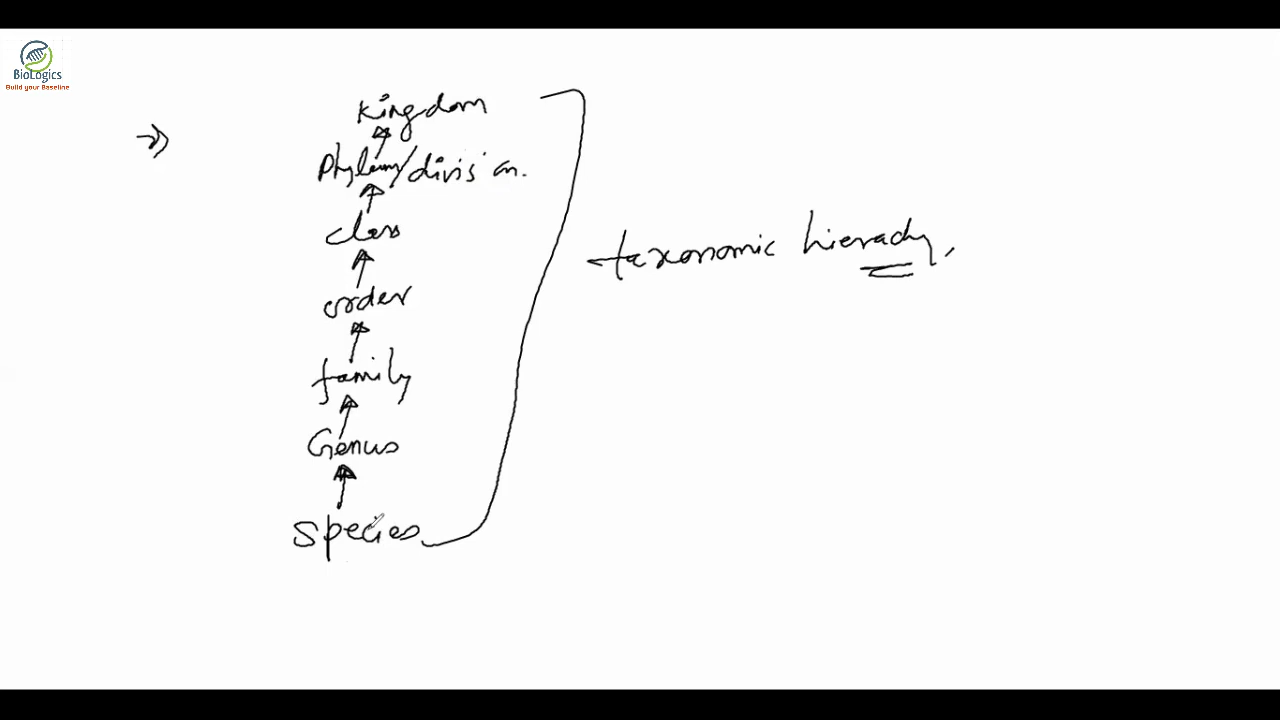 BioLogics
Build your Baseline
Kingdom
Phylum/division.
class
order
family
Genus
Species
taxonomic hierachy,